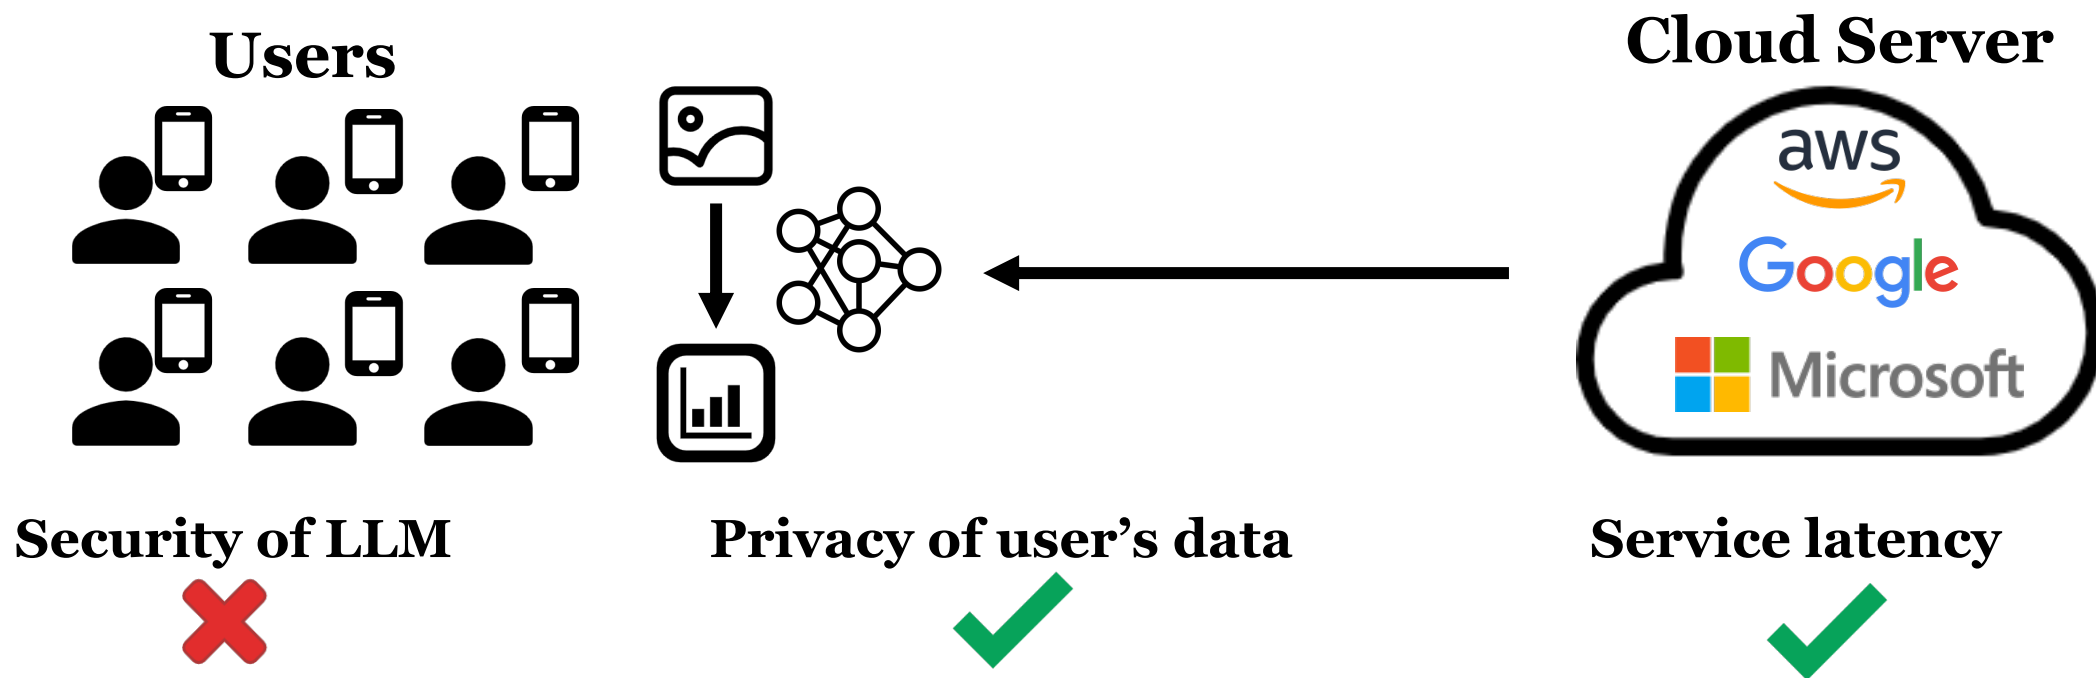 Users
Cloud Server
aws
Google
Microsoft
Security of LLM
Privacy of user’s data
Service latency